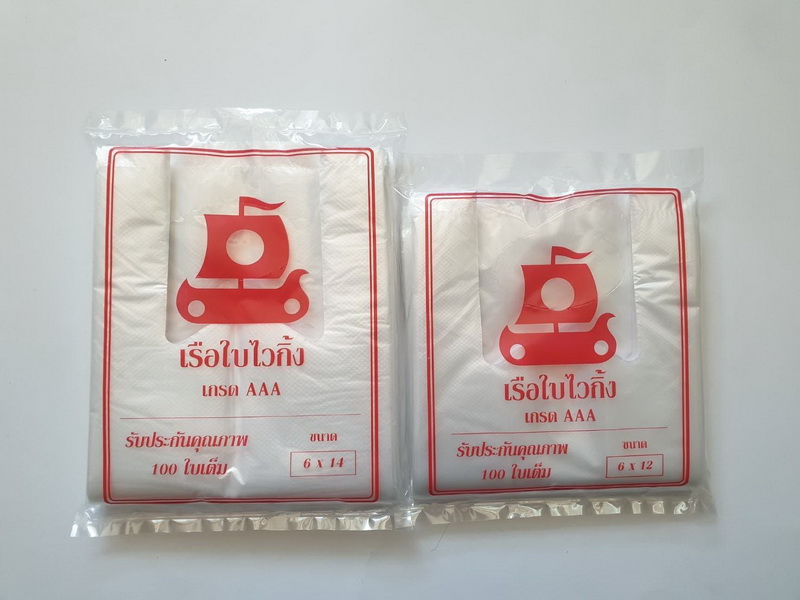 เรือใบไวกิ้ง
เกรด AAA
รับประกันคุณภาพ
100 ใบเต็ม
ขนาด
6 x 14
เรือใบไวกิ้ง
เกรด AAA
รับประกันคุณภาพ
100 ใบเต็ม
ขนาด
6 x 12